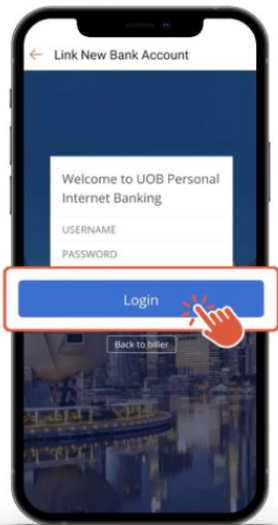 Link New Bank Account
Welcome to UOB Personal
Internet Banking
USERNAME
PASSWORD
Login
Back to biller